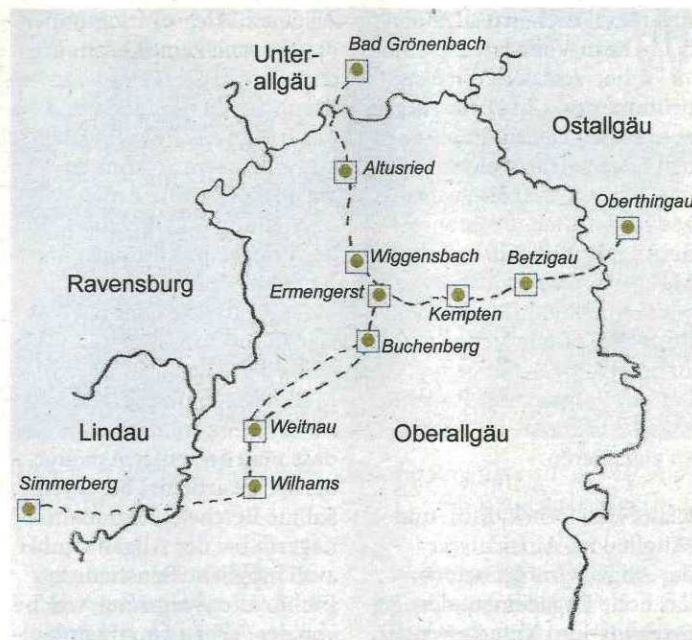 Bad Grönenbach
Unter-
allgäu
Ostallgäu
Altusried
Oberthingau
Wiggensbach
Betzigau
Ravensburg
Ermengerst
Kempten
Buchenberg
Lindau
Weitnau
Oberallgäu
Simmerberg
Wilhams